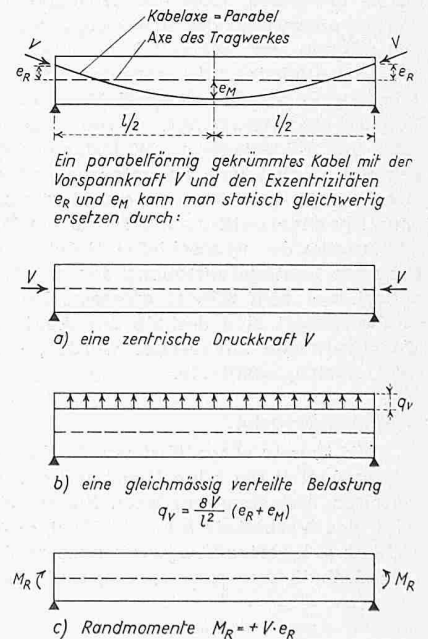 Kabelaxe = Parabel
Axe des Tragwerkes
V V
e_R e_M e_R
l/2 l/2
Ein parabelförmig gekrümmtes Kabel mit der
Vorspannkraft V und den Exzentrizitäten
e_R und e_M kann man statisch gleichwertig
ersetzen durch:
V V
a) eine zentrische Druckkraft V
q_v
b) eine gleichmässig verteilte Belastung
q_v = 8V/l² (e_R + e_M)
M_R M_R
c) Randmomente M_R = + V·e_R